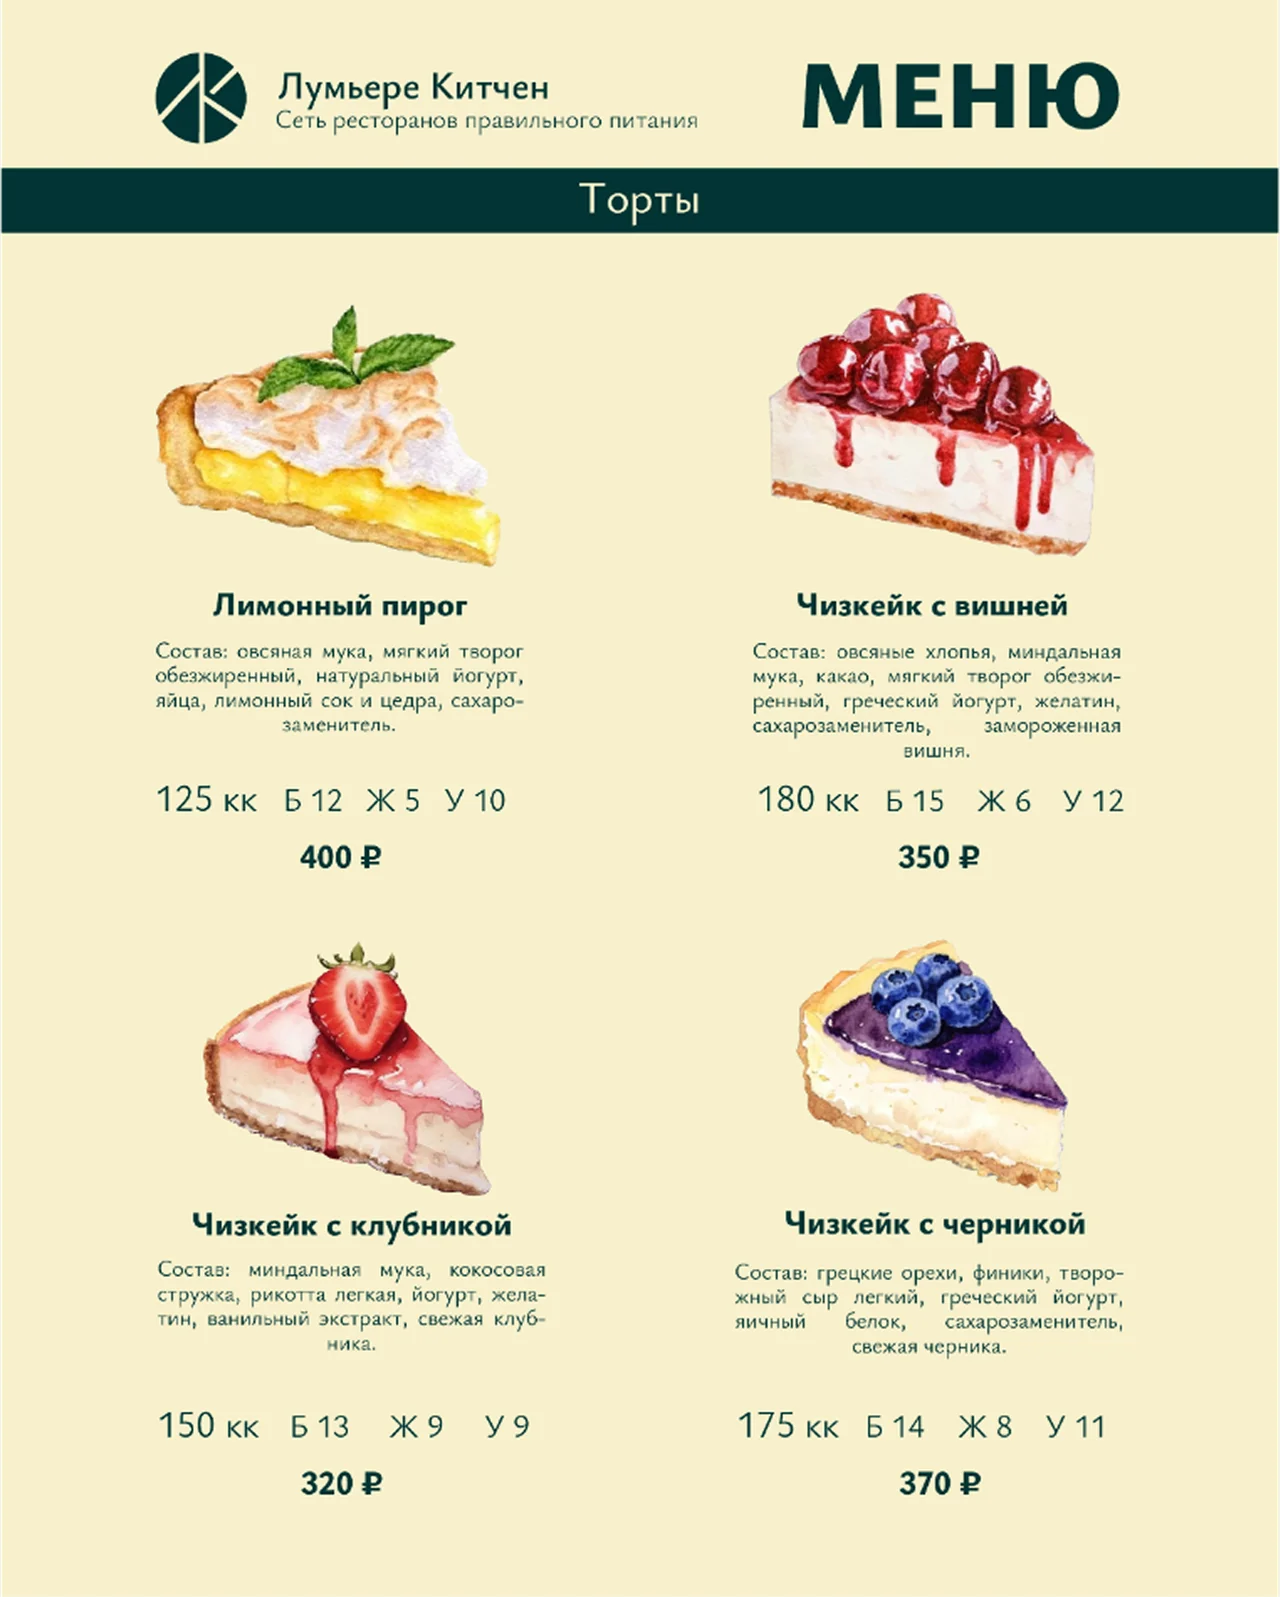 Лумьере Китчен
Сеть ресторанов правильного питания
МЕНЮ
Торты
Лимонный пирог
Состав: овсяная мука, мягкий творог
обезжиренный, натуральный йогурт,
яйца, лимонный сок и цедра, сахаро-
заменитель.
125 кк Б 12 Ж 5 У 10
400 ₽
Чизкейк с вишней
Состав: овсяные хлопья, миндальная
мука, какао, мягкий творог обезжи-
ренный, греческий йогурт, желатин,
сахарозаменитель, замороженная
вишня.
180 кк Б 15 Ж 6 У 12
350 ₽
Чизкейк с клубникой
Состав: миндальная мука, кокосовая
стружка, рикотта легкая, йогурт, жела-
тин, ванильный экстракт, свежая клуб-
ника.
150 кк Б 13 Ж 9 У 9
320 ₽
Чизкейк с черникой
Состав: грецкие орехи, финики, творо-
жный сыр легкий, греческий йогурт,
яичный белок, сахарозаменитель,
свежая черника.
175 кк Б 14 Ж 8 У 11
370 ₽